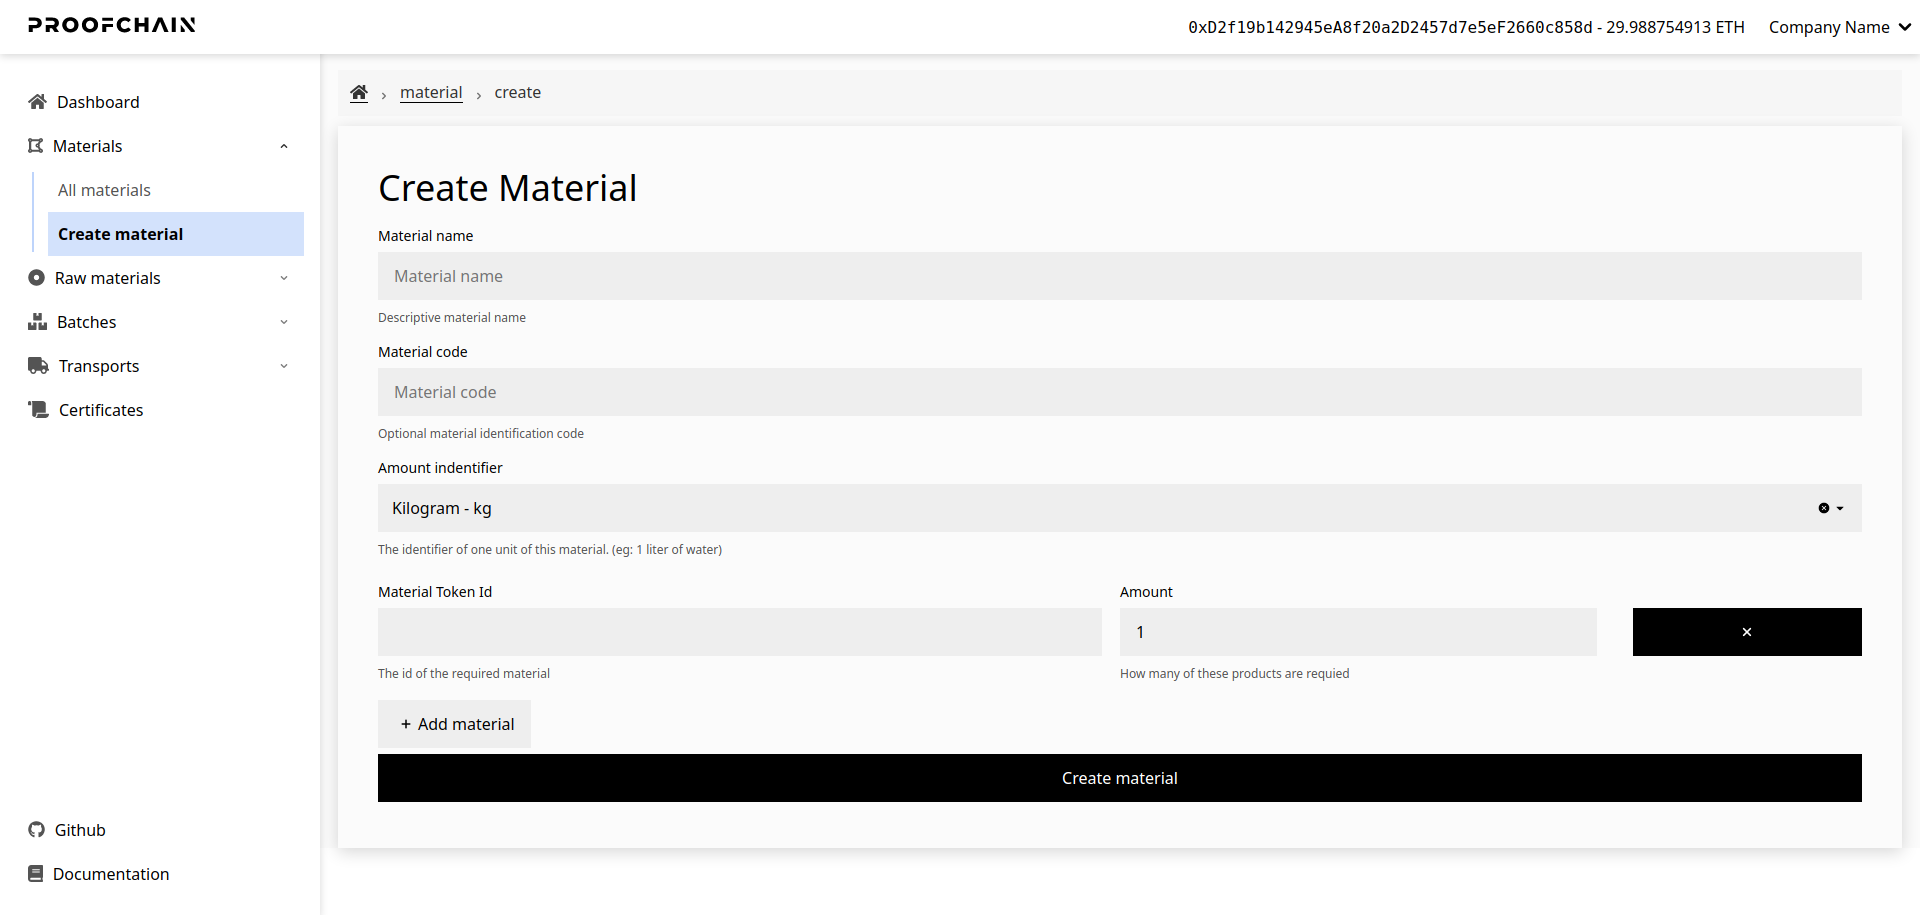 PROOFCHAIN
0xD2f19b142945eA8f20a2D2457d7e5eF2660c858d - 29.988754913 ETH
Company Name
Dashboard
Materials
All materials
Create material
Raw materials
Batches
Transports
Certificates
Github
Documentation
material › create
Create Material
Material name
Material name
Descriptive material name
Material code
Material code
Optional material identification code
Amount indentifier
Kilogram - kg
The identifier of one unit of this material. (eg: 1 liter of water)
Material Token Id
The id of the required material
Amount
1
How many of these products are requied
+ Add material
Create material